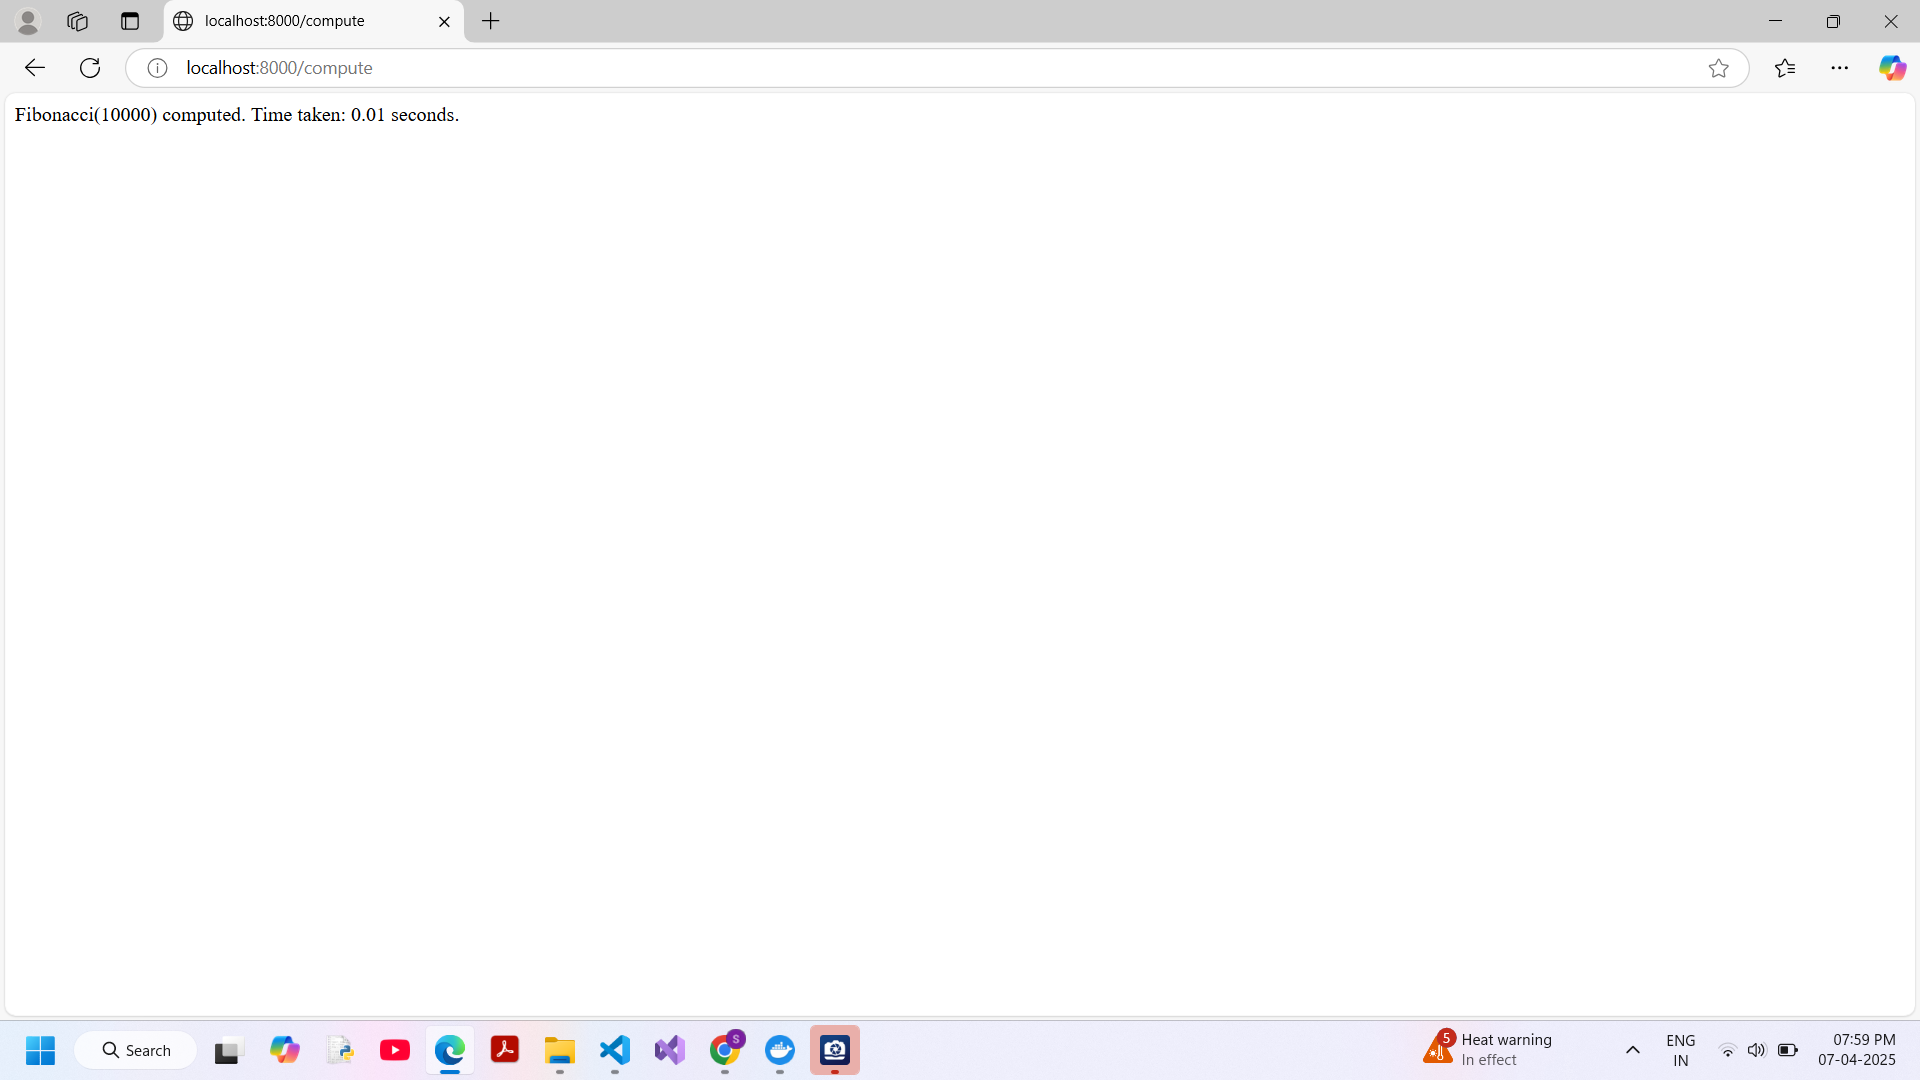 localhost:8000/compute
localhost:8000/compute
Fibonacci(10000) computed. Time taken: 0.01 seconds.
Search
S
5
Heat warning
In effect
ENG
IN
07:59 PM
07-04-2025